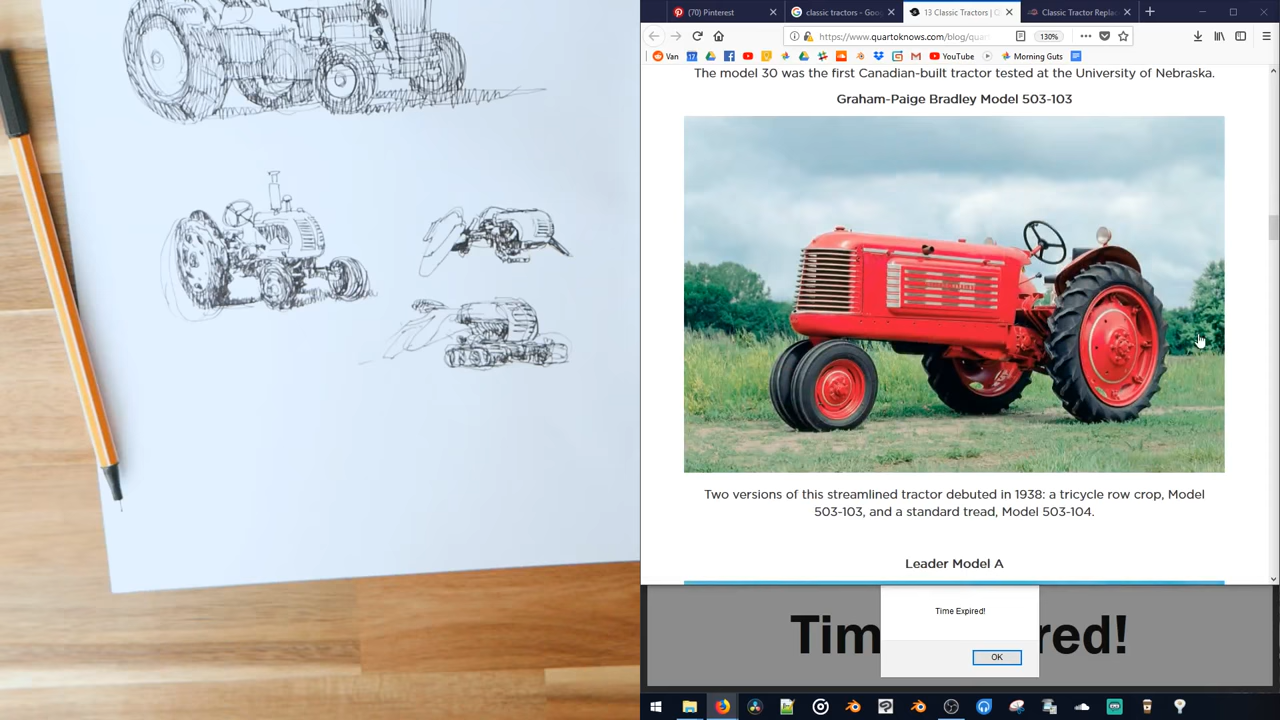 (70) Pinterest
classic tractors - Goo
13 Classic Tractors | Q
Classic Tractor Repla
https://www.quartoknows.com/blog/quart
130%
Van
YouTube
Morning Guts
The model 30 was the first Canadian-built tractor tested at the University of Nebraska.
Graham-Paige Bradley Model 503-103
Two versions of this streamlined tractor debuted in 1938: a tricycle row crop, Model
503-103, and a standard tread, Model 503-104.
Leader Model A
Time Expired!
Tim red!
OK